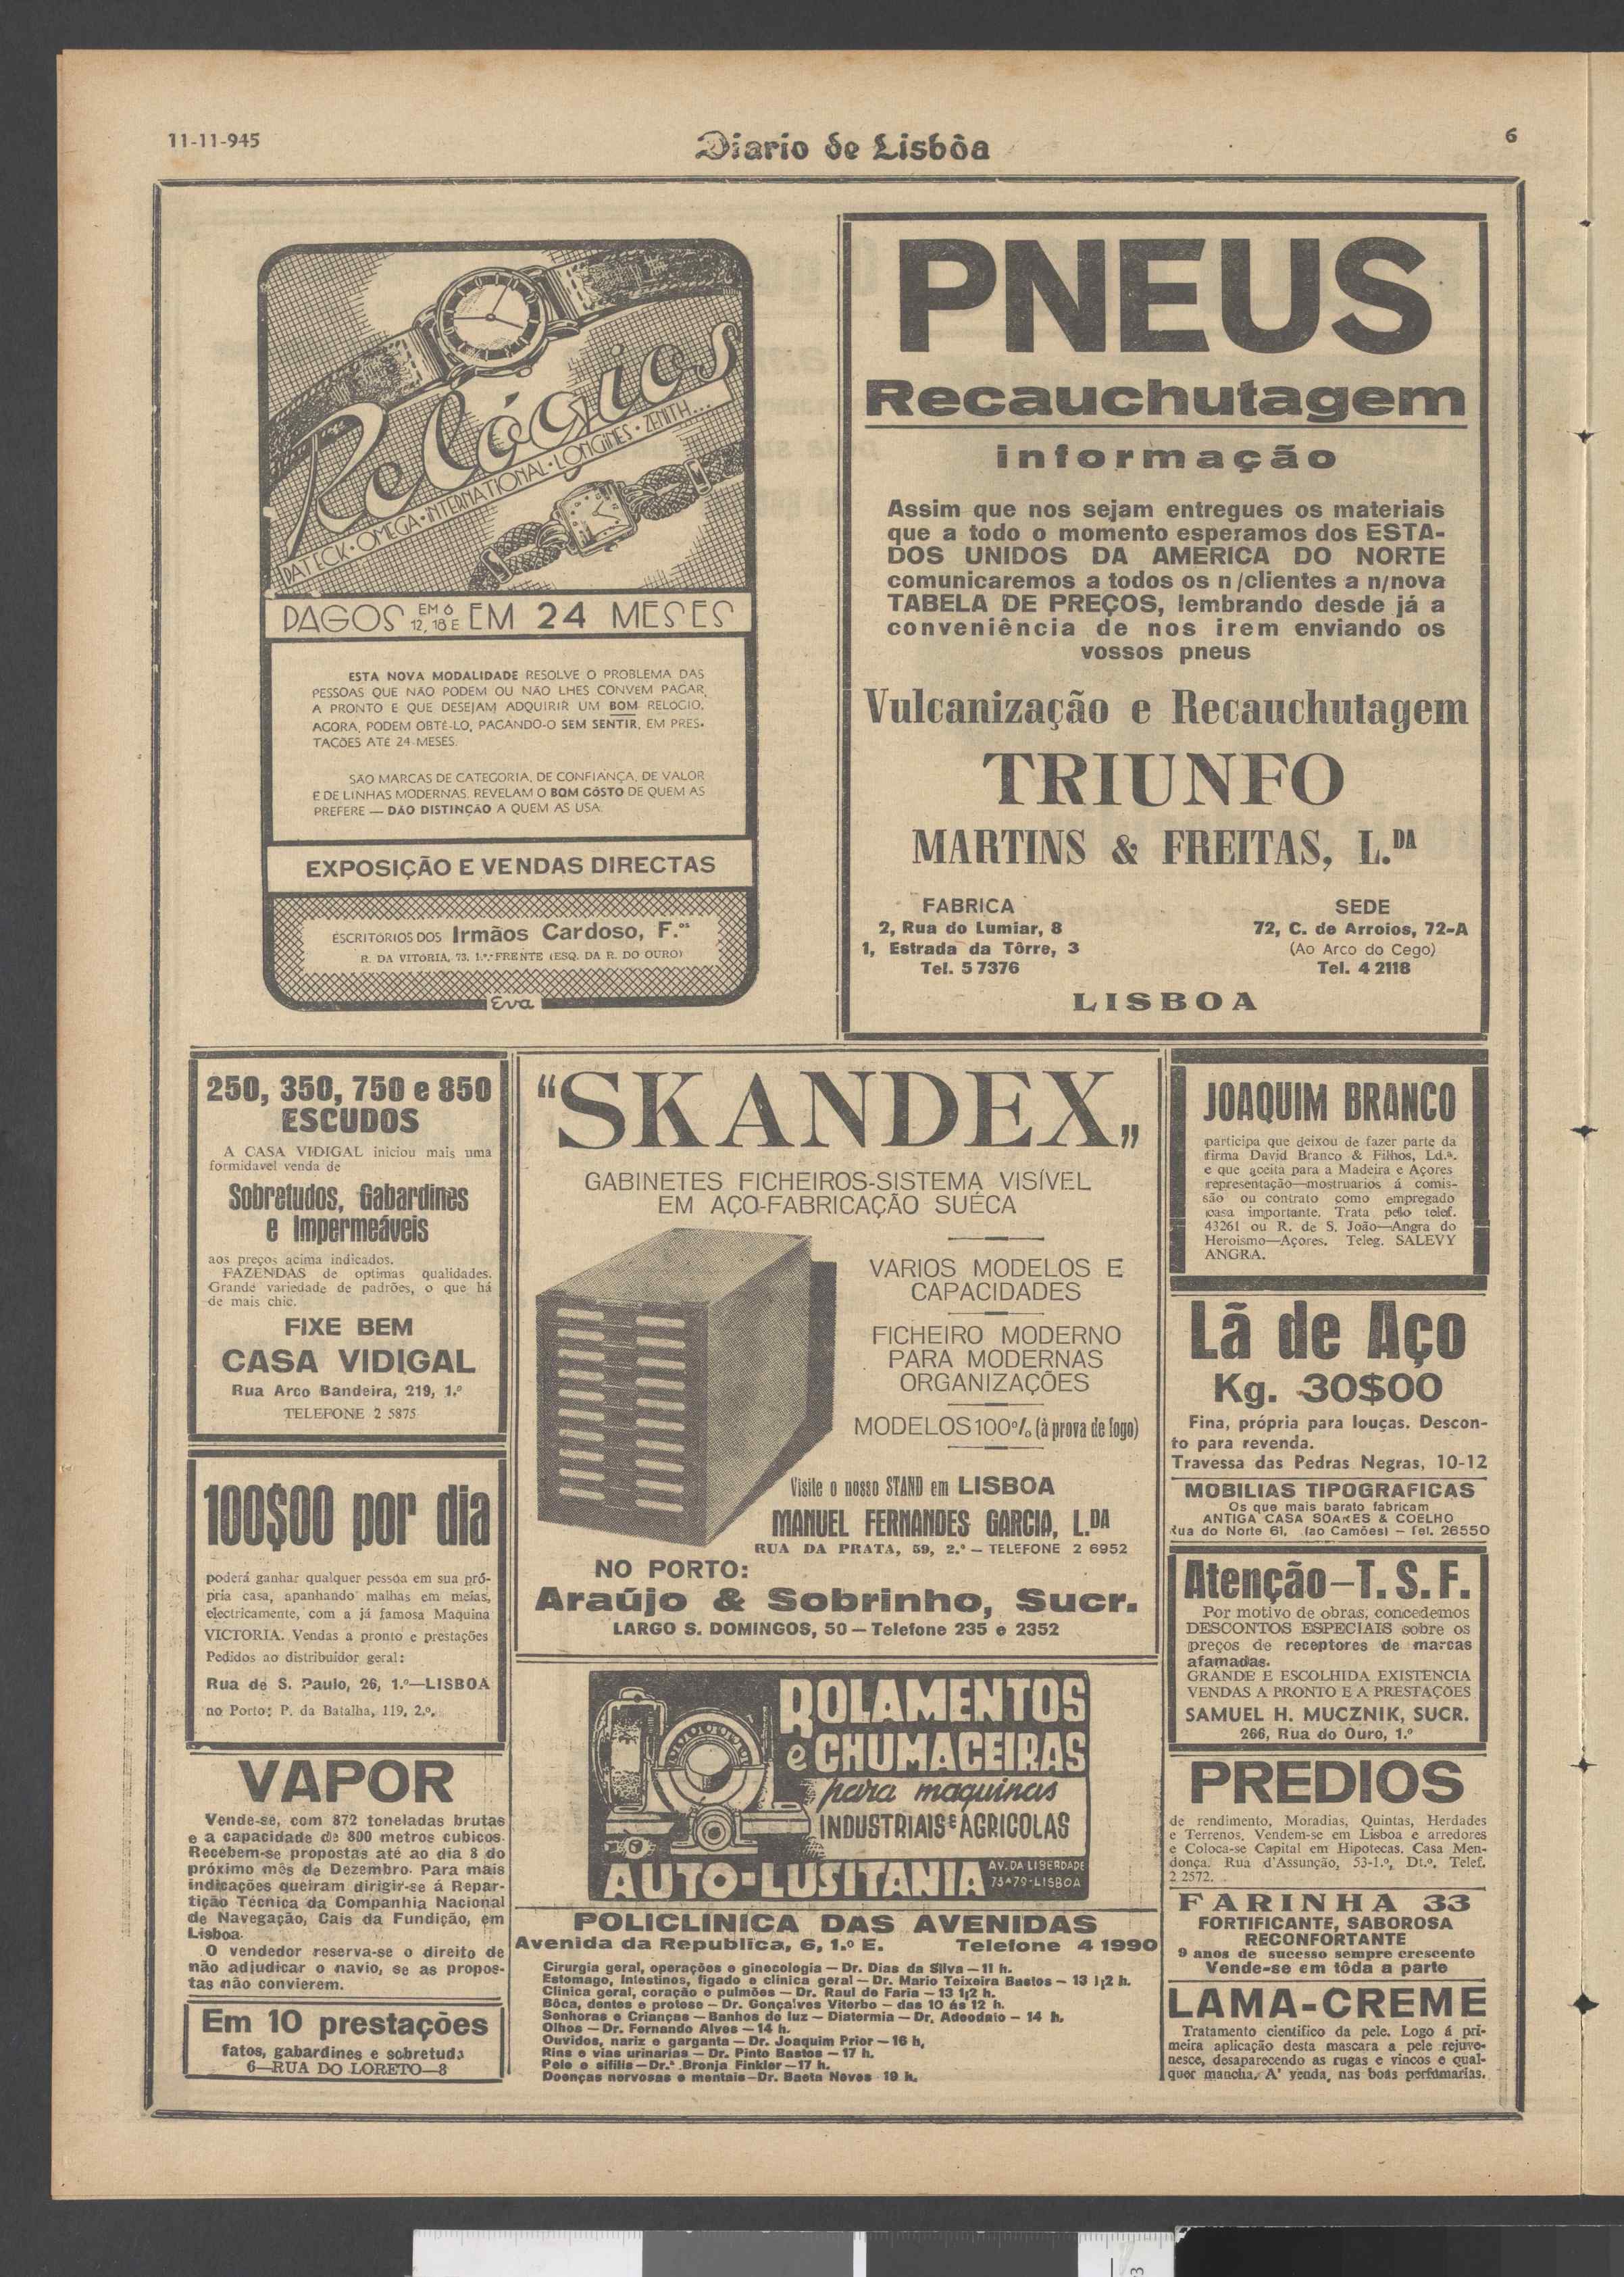 11-11-945
Diario de Lisbôa
6
Relógios
PATECK·OMEGA·INTERNATIONAL·LONGINES·ZENITH...
PAGOS EM 6 12, 18 E EM 24 MESES
ESTA NOVA MODALIDADE RESOLVE O PROBLEMA DAS
PESSOAS QUE NÃO PODEM OU NÃO LHES CONVEM PAGAR
A PRONTO E QUE DESEJAM ADQUIRIR UM BOM RELOGIO.
AGORA, PODEM OBTÊ-LO, PAGANDO-O SEM SENTIR, EM PRES-
TAÇÕES ATÉ 24 MESES.
SÃO MARCAS DE CATEGORIA, DE CONFIANÇA, DE VALOR
E DE LINHAS MODERNAS. REVELAM O BOM GÔSTO DE QUEM AS
PREFERE — DÃO DISTINÇÃO A QUEM AS USA.
EXPOSIÇÃO E VENDAS DIRECTAS
ESCRITÓRIOS DOS Irmãos Cardoso, F.os
R. DA VITÓRIA, 73, 1.º-FRENTE (ESQ. DA R. DO OURO)
Eva
PNEUS
Recauchutagem
informação
Assim que nos sejam entregues os materiais
que a todo o momento esperamos dos ESTA-
DOS UNIDOS DA AMERICA DO NORTE
comunicaremos a todos os n/clientes a n/nova
TABELA DE PREÇOS, lembrando desde já a
conveniência de nos irem enviando os
vossos pneus
Vulcanização e Recauchutagem
TRIUNFO
MARTINS & FREITAS, L.DA
FABRICA
2, Rua do Lumiar, 8
1, Estrada da Tôrre, 3
Tel. 5 7376
SEDE
72, C. de Arroios, 72-A
(Ao Arco do Cego)
Tel. 4 2118
LISBOA
250, 350, 750 e 850
ESCUDOS
A CASA VIDIGAL iniciou mais uma
formidavel venda de
Sobretudos, Gabardines
e Impermeáveis
aos preços acima indicados.
FAZENDAS de optimas qualidades.
Grande variedade de padrões, o que há
de mais chic.
FIXE BEM
CASA VIDIGAL
Rua Arco Bandeira, 219, 1.º
TELEFONE 2 5875
100$00 por dia
poderá ganhar qualquer pessoa em sua pró-
pria casa, apanhando malhas em meias,
electricamente, com a já famosa Maquina
VICTORIA. Vendas a pronto e prestações
Pedidos ao distribuidor geral:
Rua de S. Paulo, 26, 1.º—LISBOA
no Porto: P. da Batalha, 119, 2.º.
VAPOR
Vende-se, com 872 toneladas brutas
e a capacidade de 800 metros cubicos.
Recebem-se propostas até ao dia 8 do
próximo mês de Dezembro. Para mais
indicações queiram dirigir-se á Repar-
tição Técnica da Companhia Nacional
de Navegação, Cais da Fundição, em
Lisboa.
O vendedor reserva-se o direito de
não adjudicar o navio, se as propos-
tas não convierem.
Em 10 prestações
fatos, gabardines e sobretuds
6—RUA DO LORETO—8
“SKANDEX„
GABINETES FICHEIROS-SISTEMA VISÍVEL
EM AÇO-FABRICAÇÃO SUÉCA
VARIOS MODELOS E
CAPACIDADES
FICHEIRO MODERNO
PARA MODERNAS
ORGANIZAÇÕES
MODELOS 100% (à prova de fogo)
Visite o nosso STAND em LISBOA
MANUEL FERNANDES GARCIA, L.DA
RUA DA PRATA, 59, 2.º — TELEFONE 2 6952
NO PORTO:
Araújo & Sobrinho, Sucr.
LARGO S. DOMINGOS, 50 — Telefone 235 e 2352
ROLAMENTOS
e CHUMACEIRAS
para maquinas
INDUSTRIAIS E AGRICOLAS
AUTO-LUSITANIA
AV. DA LIBERDADE
73 A 79-LISBOA
POLICLINICA DAS AVENIDAS
Avenida da Republica, 6, 1.º E. Telefone 4 1990
Cirurgia geral, operações e ginecologia — Dr. Dias da Silva — 11 h.
Estomago, Intestinos, figado e clinica geral — Dr. Mario Teixeira Bastos — 13 1|2 h.
Clinica geral, coração e pulmões — Dr. Raul de Faria — 13 1|2 h.
Bôca, dentes e protese — Dr. Gonçalves Viterbo — das 10 ás 12 h.
Senhoras e Crianças — Banhos de luz — Diatermia — Dr. Adeodato — 14 h.
Olhos — Dr. Fernando Alves — 14 h.
Ouvidos, nariz e garganta — Dr. Joaquim Prior — 16 h.
Rins e vias urinarias — Dr. Pinto Bastos — 17 h.
Pele e sifilis — Dr.ª Bronja Finkler — 17 h.
Doenças nervosas e mentais — Dr. Baeta Neves 19 h.
JOAQUIM BRANCO
participa que deixou de fazer parte da
firma David Branco & Filhos, Ld.ª.
e que aceita para a Madeira e Açores
representação—mostruarios á comis-
são ou contrato como empregado
casa importante. Trata pelo telef.
43261 ou R. de S. João—Angra do
Heroismo—Açores. Teleg. SALEVY
ANGRA.
Lã de Aço
Kg. 30$00
Fina, própria para louças. Descon-
to para revenda.
Travessa das Pedras Negras, 10-12
MOBILIAS TIPOGRAFICAS
Os que mais barato fabricam
ANTIGA CASA SOARES & COELHO
Rua do Norte 61, (ao Camões) — Tel. 26550
Atenção—T. S. F.
Por motivo de obras, concedemos
DESCONTOS ESPECIAIS sobre os
preços de receptores de marcas
afamadas.
GRANDE E ESCOLHIDA EXISTENCIA
VENDAS A PRONTO E A PRESTAÇÕES
SAMUEL H. MUCZNIK, SUCR.
266, Rua do Ouro, 1.º
PREDIOS
de rendimento, Moradias, Quintas, Herdades
e Terrenos. Vendem-se em Lisboa e arredores
e Coloca-se Capital em Hipotecas. Casa Men-
donça. Rua d'Assunção, 53-1.º, Dt.º. Telef.
2 2572.
FARINHA 33
FORTIFICANTE, SABOROSA
RECONFORTANTE
9 anos de sucesso sempre crescente
Vende-se em tôda a parte
LAMA-CREME
Tratamento cientifico da pele. Logo á pri-
meira aplicação desta mascara a pele rejuve-
nesce, desaparecendo as rugas e vincos e qual-
quer mancha. A' venda, nas boas perfumarias.